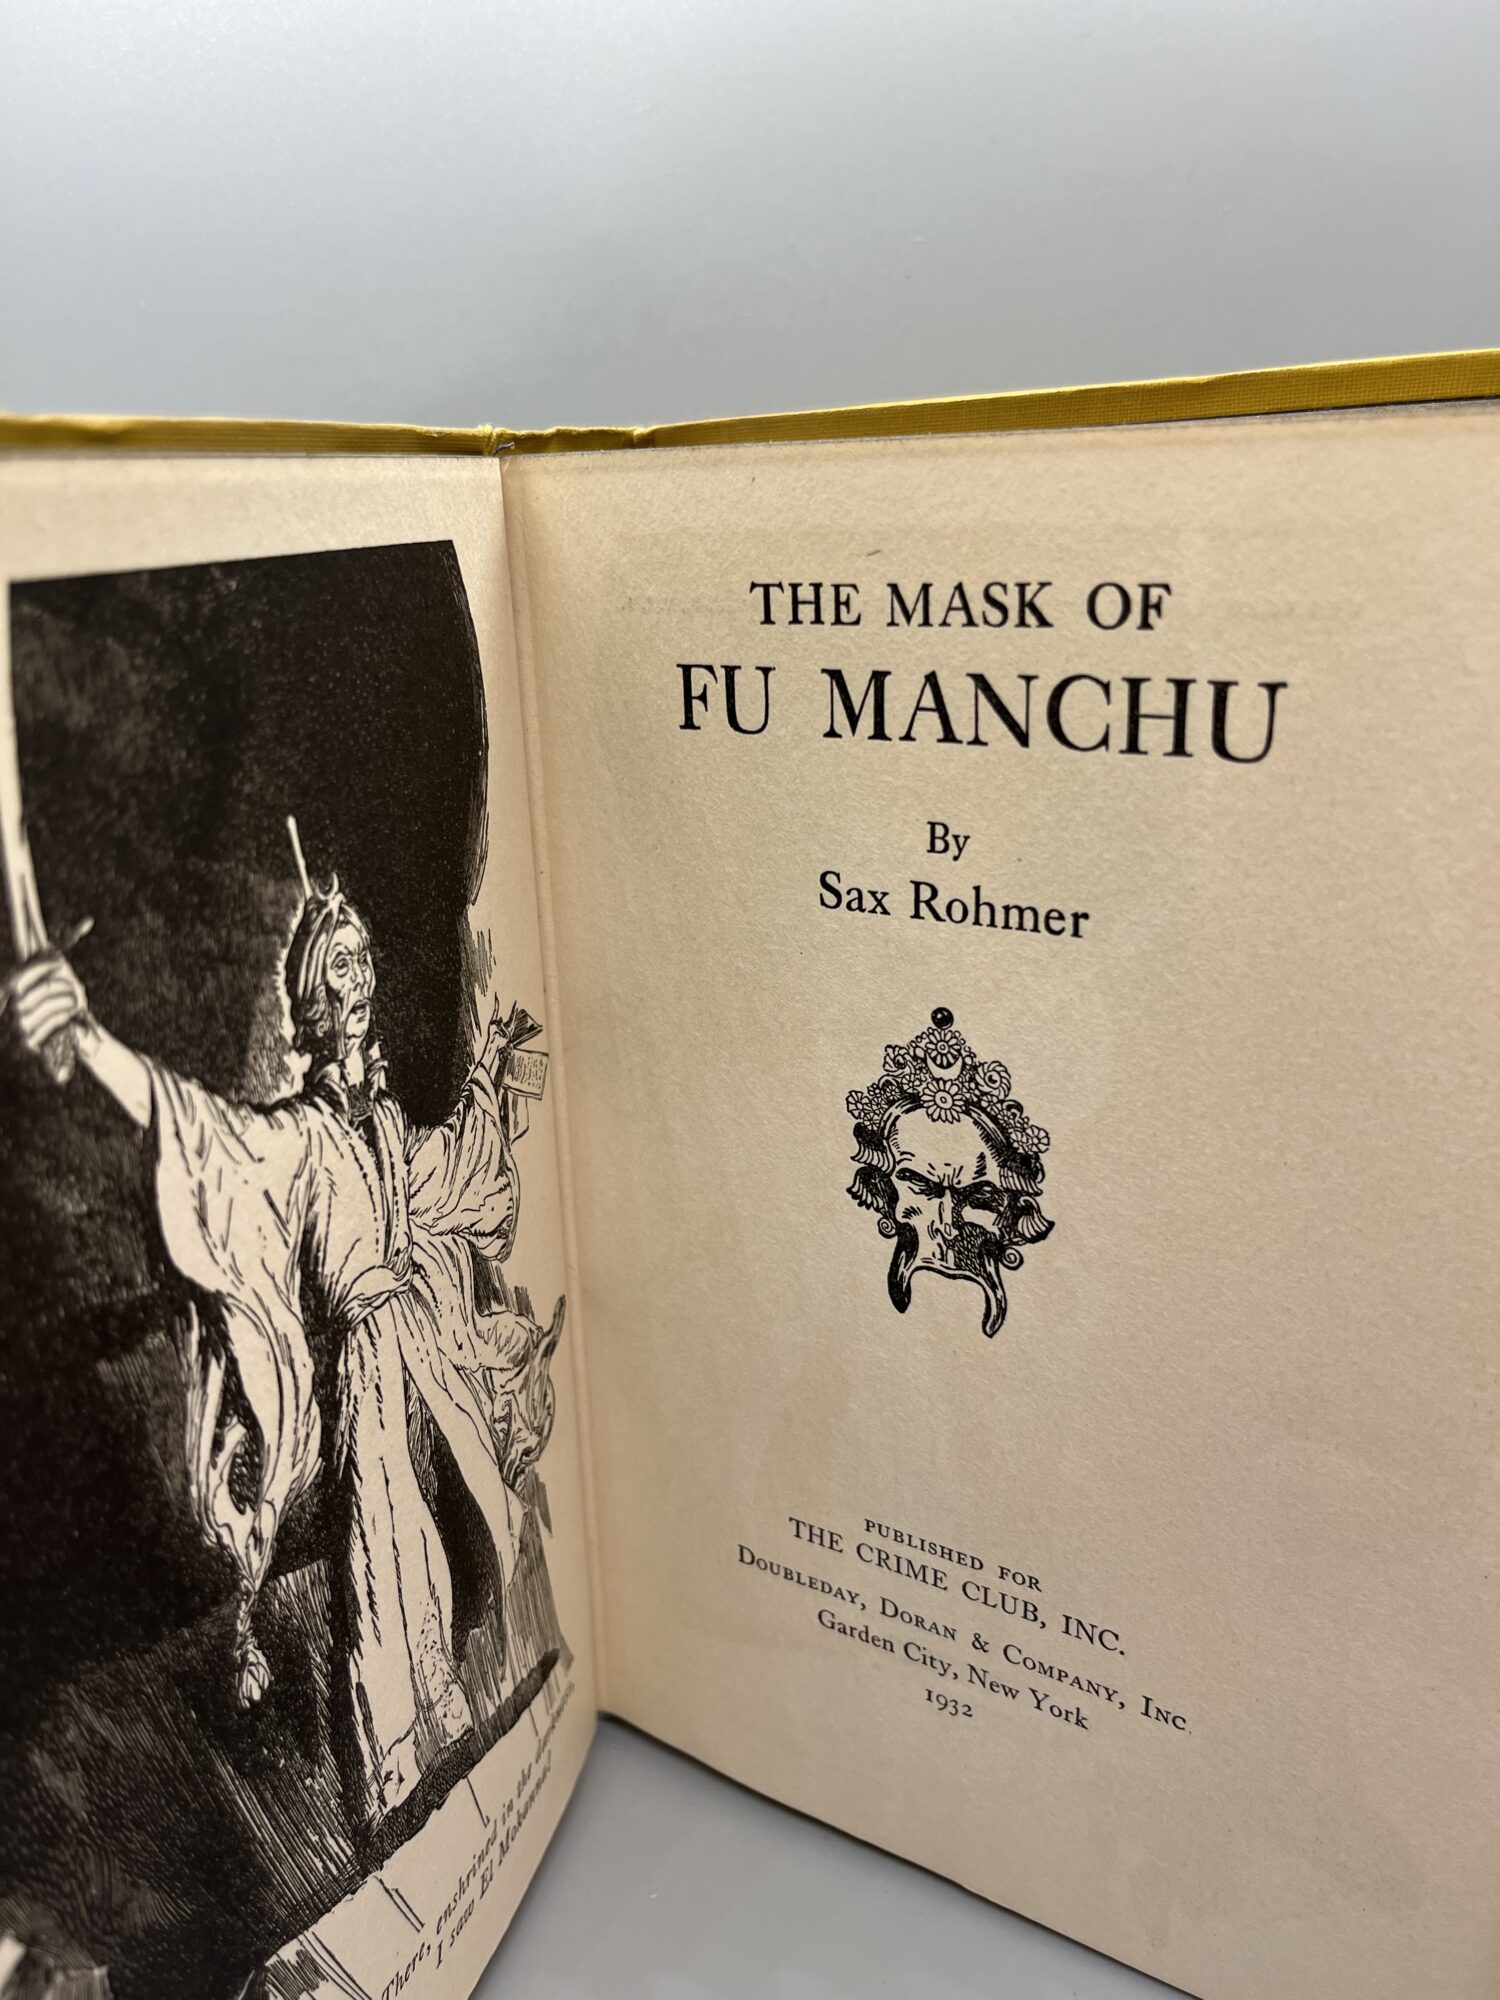 There, enshrined in the
I saw El Mokanna!
THE MASK OF
FU MANCHU
By
Sax Rohmer
PUBLISHED FOR
THE CRIME CLUB, INC.
DOUBLEDAY, DORAN & COMPANY, INC.
Garden City, New York
1932